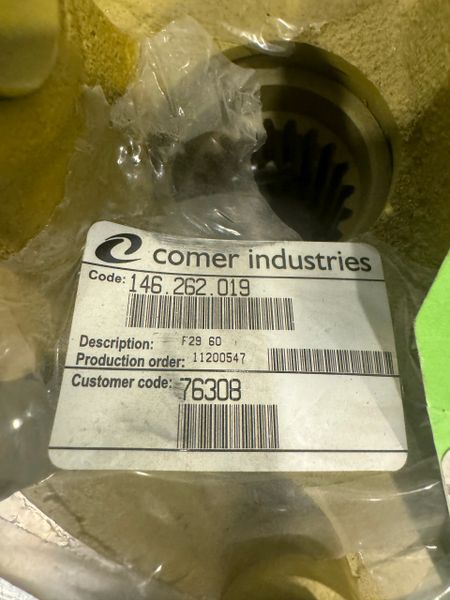 comer industries
Code: 146.262.019
Description: F29 60
Production order: 11200547
Customer code: 76308